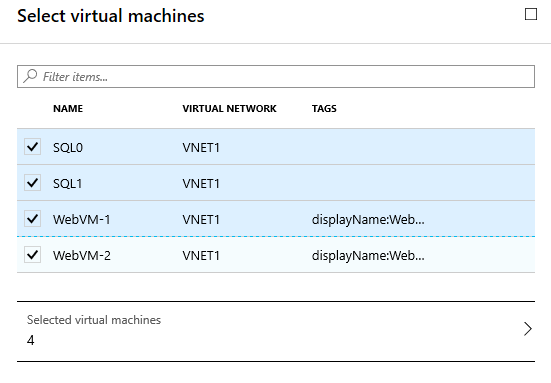 Select virtual machines
Filter items...
NAME VIRTUAL NETWORK TAGS
SQL0 VNET1
SQL1 VNET1
WebVM-1 VNET1 displayName:Web...
WebVM-2 VNET1 displayName:Web...
Selected virtual machines
4